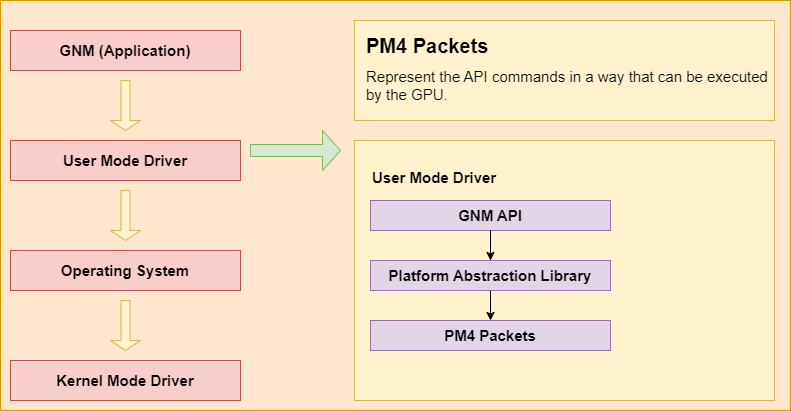 GNM (Application)
User Mode Driver
Operating System
Kernel Mode Driver
PM4 Packets
Represent the API commands in a way that can be executed
by the GPU.
User Mode Driver
GNM API
Platform Abstraction Library
PM4 Packets